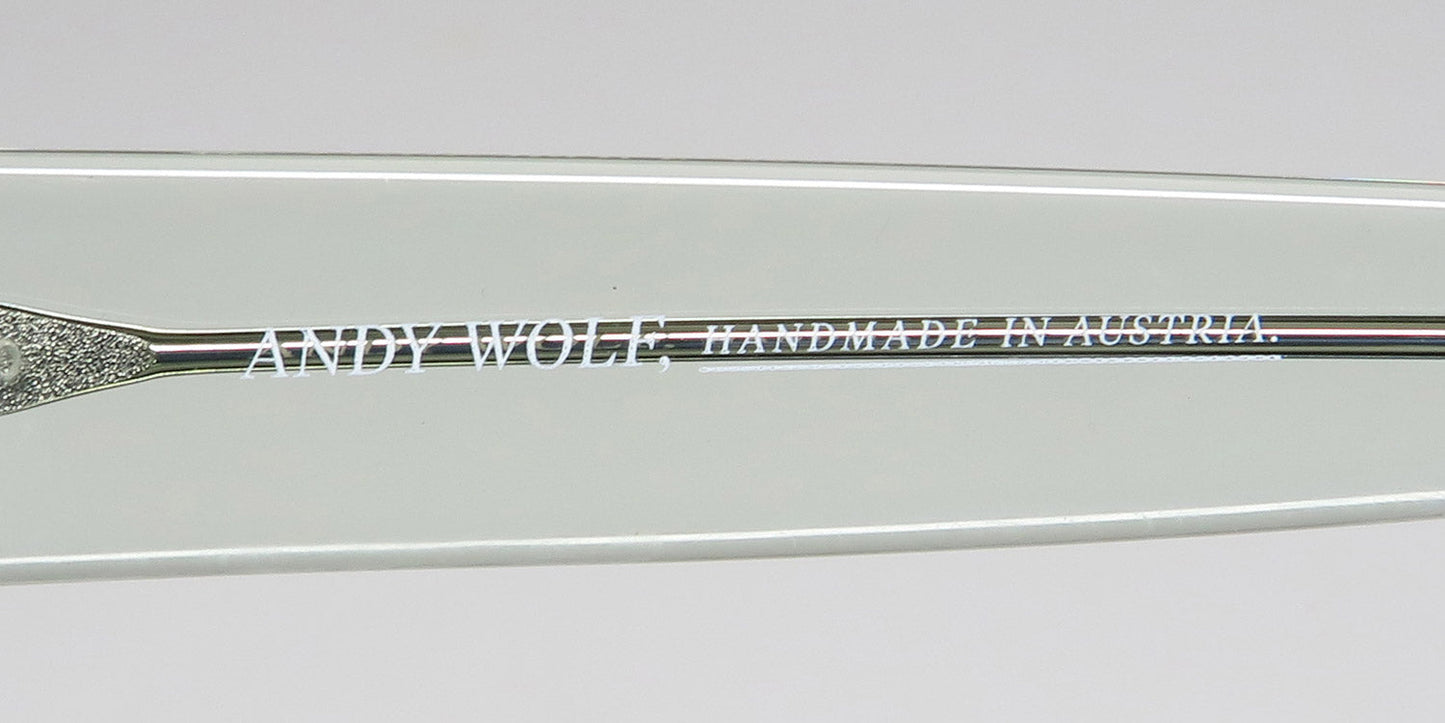 ANDY WOLF, HANDMADE IN AUSTRIA.